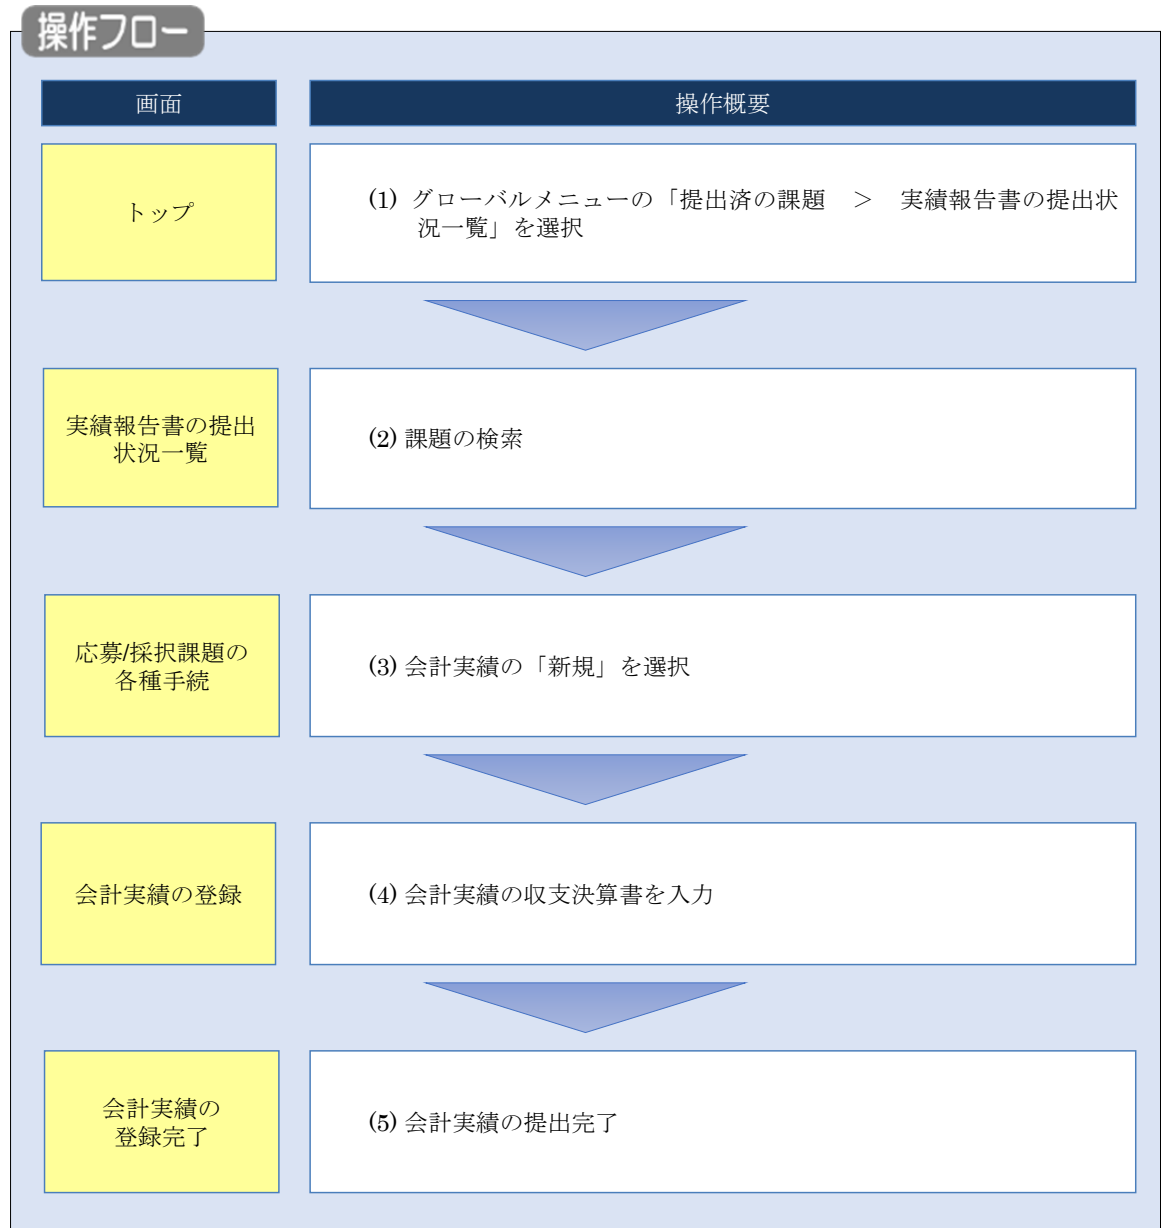 操作フロー
画面
操作概要
トップ
(1) グローバルメニューの「提出済の課題　＞　実績報告書の提出状
況一覧」を選択
実績報告書の提出
状況一覧
(2) 課題の検索
応募/採択課題の
各種手続
(3) 会計実績の「新規」を選択
会計実績の登録
(4) 会計実績の収支決算書を入力
会計実績の
登録完了
(5) 会計実績の提出完了